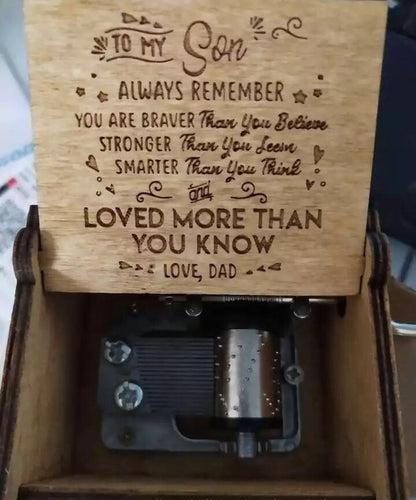 TO MY Son
ALWAYS REMEMBER
YOU ARE BRAVER Than You Believe
STRONGER Than You Seem
SMARTER Than You Think
and
LOVED MORE THAN
YOU KNOW
LOVE, DAD